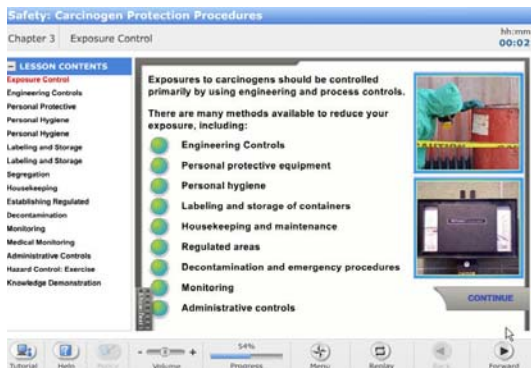 Safety: Carcinogen Protection Procedures
Chapter 3 Exposure Control
hh:mm
00:02
LESSON CONTENTS
Exposure Control
Engineering Controls
Personal Protective
Personal Hygiene
Personal Hygiene
Labeling and Storage
Labeling and Storage
Segregation
Housekeeping
Establishing Regulated
Decontamination
Monitoring
Medical Monitoring
Administrative Controls
Hazard Control: Exercise
Knowledge Demonstration
Exposures to carcinogens should be controlled
primarily by using engineering and process controls.
There are many methods available to reduce your
exposure, including:
Engineering Controls
Personal protective equipment
Personal hygiene
Labeling and storage of containers
Housekeeping and maintenance
Regulated areas
Decontamination and emergency procedures
Monitoring
Administrative controls
CAUTION
CONTINUE
54%
Tutorial
Help
Volume
Progress
Menu
Replay
Back
Forward